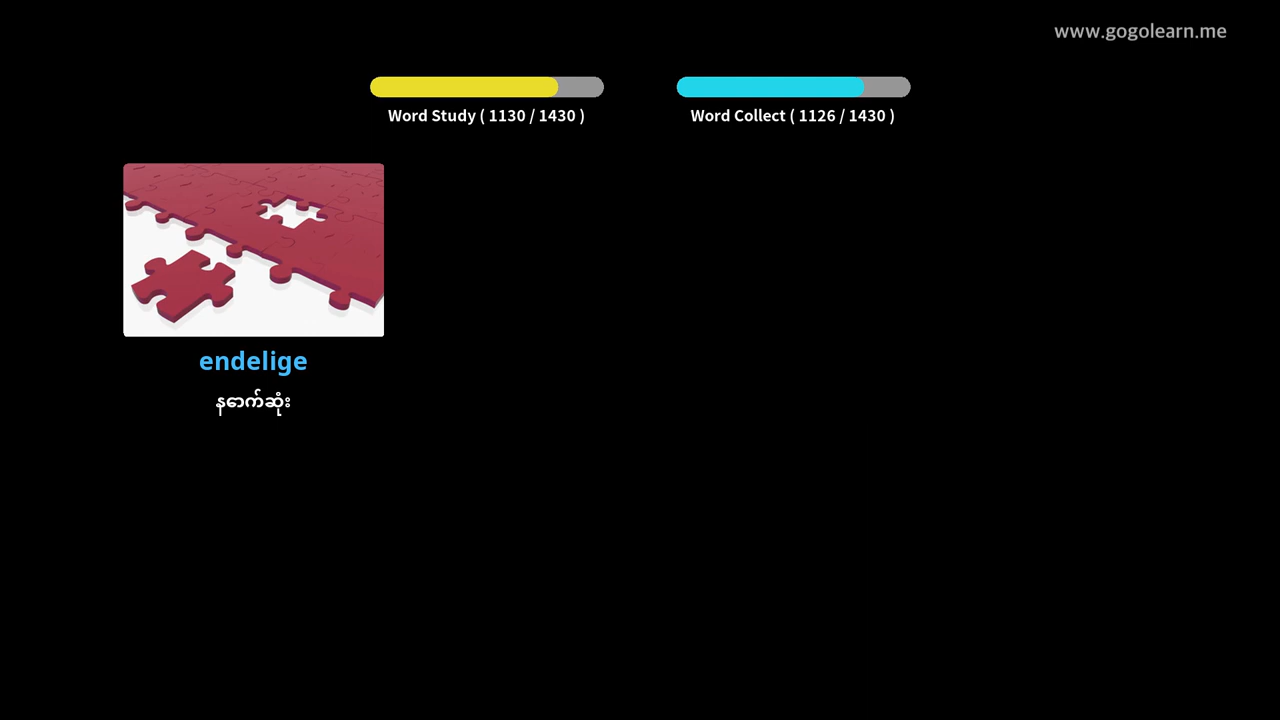 www.gogolearn.me
Word Study ( 1130 / 1430 )
Word Collect ( 1126 / 1430 )
endelige
နောက်ဆုံး